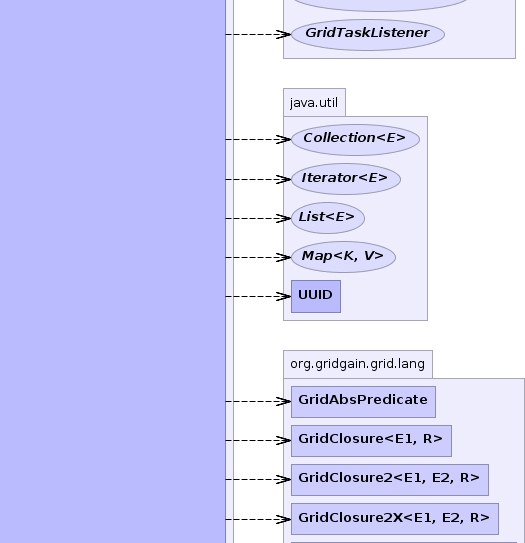 GridTaskListener
java.util
Collection<E>
Iterator<E>
List<E>
Map<K, V>
UUID
org.gridgain.grid.lang
GridAbsPredicate
GridClosure<E1, R>
GridClosure2<E1, E2, R>
GridClosure2X<E1, E2, R>